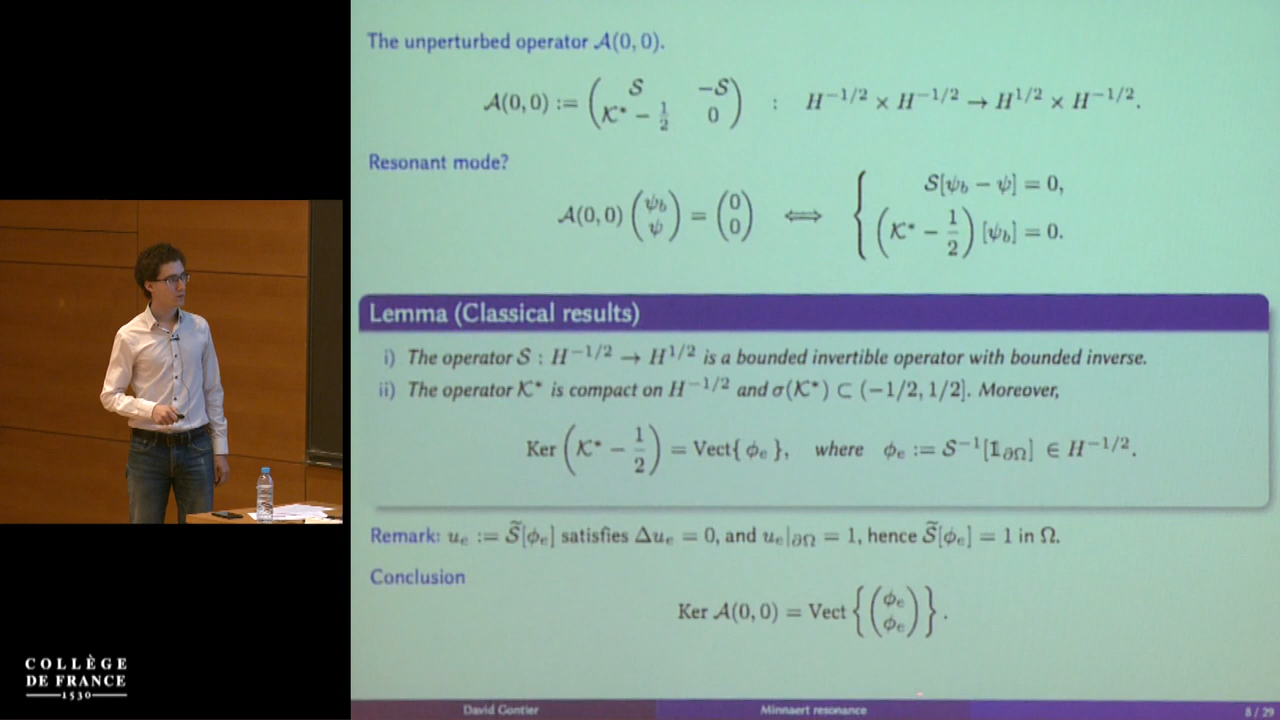 The unperturbed operator 𝒜(0, 0).
𝒜(0, 0) := ( 𝒮 −𝒮 ; 𝒦* − 1/2 0 ) : H^{−1/2} × H^{−1/2} → H^{1/2} × H^{−1/2}.
Resonant mode?
𝒜(0, 0) ( ψ_b ; ψ ) = ( 0 ; 0 ) ⟺ { 𝒮[ψ_b − ψ] = 0, ; (𝒦* − 1/2) [ψ_b] = 0.
Lemma (Classical results)
i) The operator 𝒮 : H^{−1/2} → H^{1/2} is a bounded invertible operator with bounded inverse.
ii) The operator 𝒦* is compact on H^{−1/2} and σ(𝒦*) ⊂ (−1/2, 1/2]. Moreover,
Ker (𝒦* − 1/2) = Vect{ϕ_e}, where ϕ_e := 𝒮^{−1}[𝟙_{∂Ω}] ∈ H^{−1/2}.
Remark: u_e := 𝒮̃[ϕ_e] satisfies Δu_e = 0, and u_e|_{∂Ω} = 1, hence 𝒮̃[ϕ_e] = 1 in Ω.
Conclusion
Ker 𝒜(0, 0) = Vect { ( ϕ_e ; ϕ_e ) }.
COLLÈGE
DE FRANCE
1530
David Gontier Minnaert resonance 8 / 29